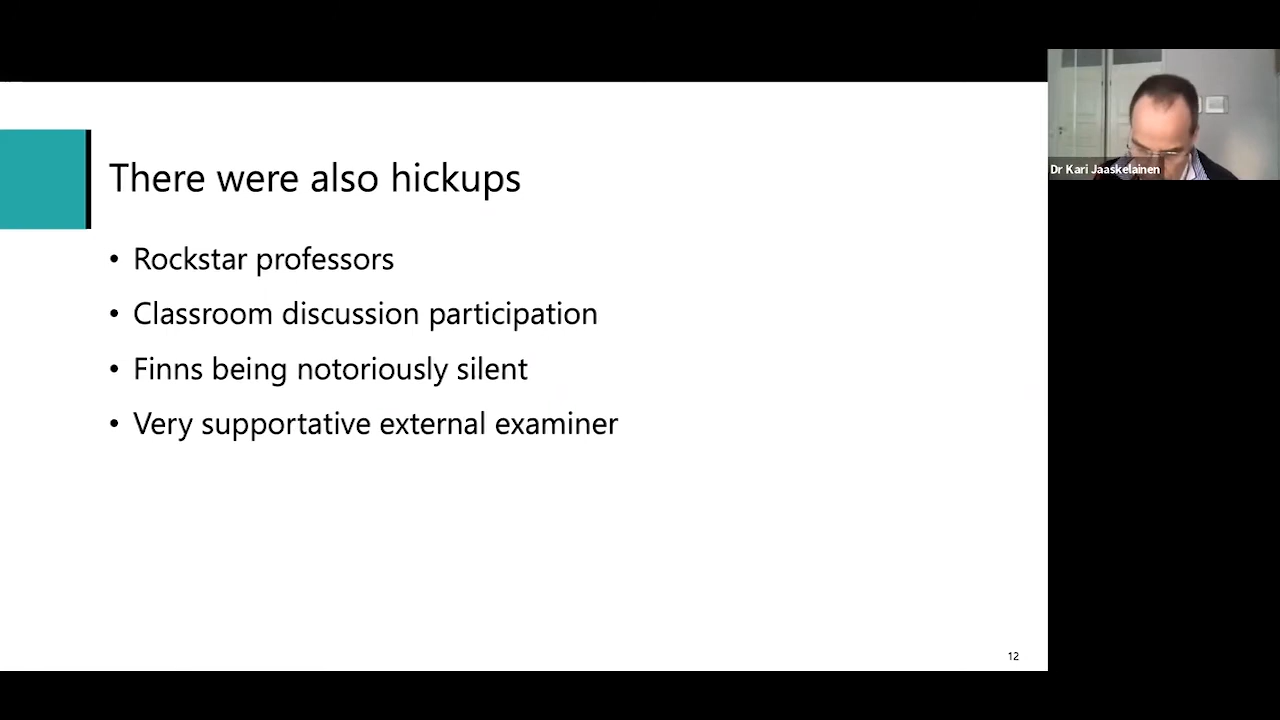 There were also hickups
• Rockstar professors
• Classroom discussion participation
• Finns being notoriously silent
• Very supportative external examiner
12
Dr Kari Jaaskelainen